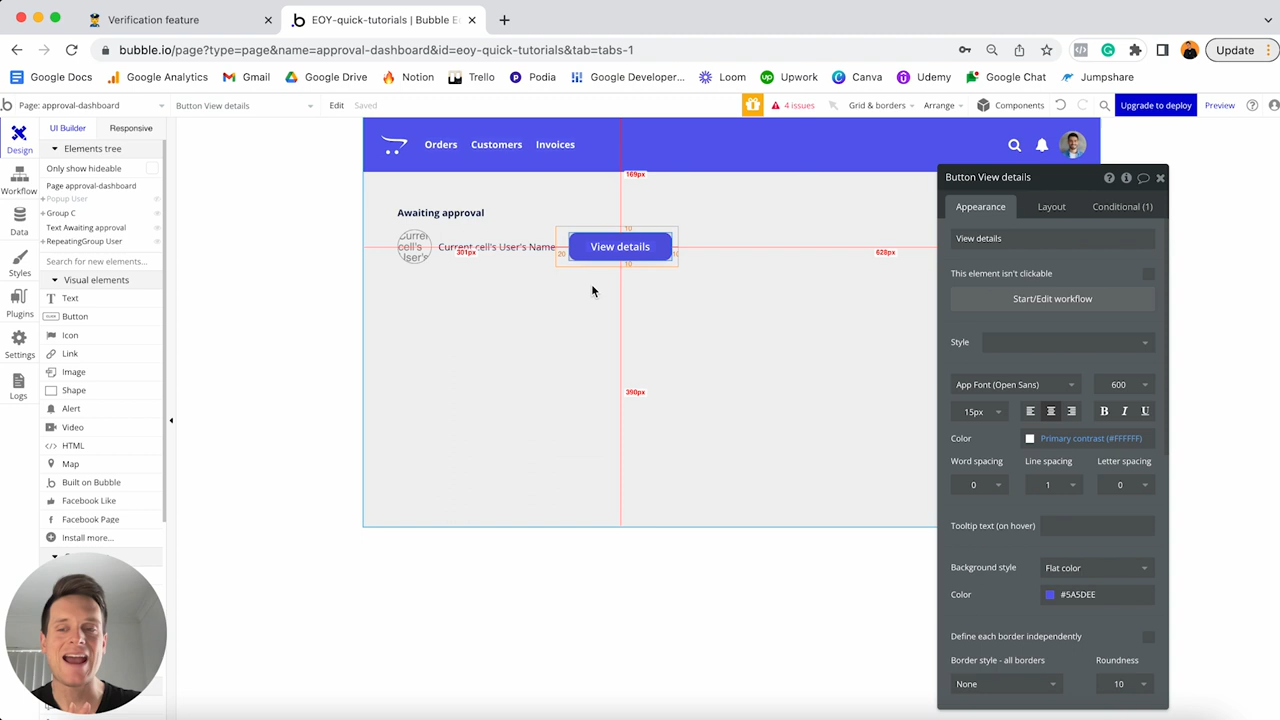 Verification feature
EOY-quick-tutorials | Bubble E
bubble.io/page?type=page&name=approval-dashboard&id=eoy-quick-tutorials&tab=tabs-1
Update
Google Docs
Google Analytics
Gmail
Google Drive
Notion
Trello
Podia
Google Developer...
Loom
Upwork
Canva
Udemy
Google Chat
Jumpshare
Page: approval-dashboard
Button View details
Edit
Saved
4 issues
Grid & borders
Arrange
Components
Upgrade to deploy
Preview
Design
Workflow
Data
Styles
Plugins
Settings
Logs
UI Builder
Responsive
Elements tree
Only show hideable
Page approval-dashboard
Popup User
Group C
Text Awaiting approval
RepeatingGroup User
Search for new elements...
Visual elements
Text
Button
Icon
Link
Image
Shape
Alert
Video
HTML
Map
Built on Bubble
Facebook Like
Facebook Page
Install more...
Orders
Customers
Invoices
169px
Awaiting approval
Current
cell's
User's
Current cell's User's Name
View details
10
20
10
10
301px
628px
390px
Button View details
Appearance
Layout
Conditional (1)
View details
This element isn't clickable
Start/Edit workflow
Style
App Font (Open Sans)
600
15px
B
I
U
Color
Primary contrast (#FFFFFF)
Word spacing
Line spacing
Letter spacing
0
1
0
Tooltip text (on hover)
Background style
Flat color
Color
#5A5DEE
Define each border independently
Border style - all borders
Roundness
None
10